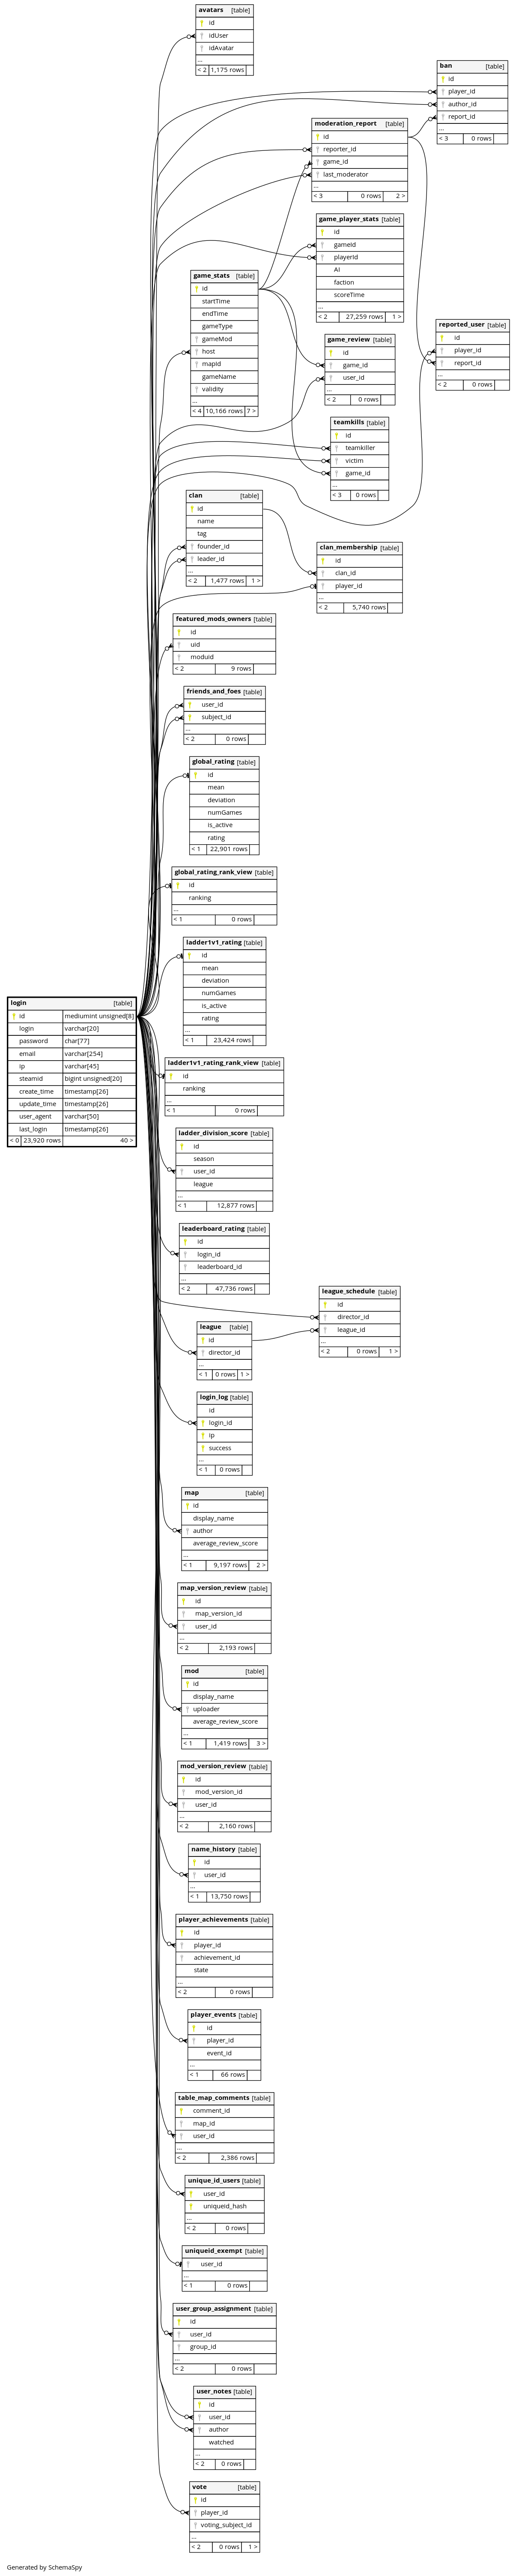 avatars [table]
id
idUser
idAvatar
...
< 2 1,175 rows
ban [table]
id
player_id
author_id
report_id
...
< 3 0 rows
moderation_report [table]
id
reporter_id
game_id
last_moderator
...
< 3 0 rows 2 >
game_player_stats [table]
id
gameId
playerId
AI
faction
scoreTime
...
< 2 27,259 rows 1 >
game_stats [table]
id
startTime
endTime
gameType
gameMod
host
mapId
gameName
validity
...
< 4 10,166 rows 7 >
reported_user [table]
id
player_id
report_id
...
< 2 0 rows
game_review [table]
id
game_id
user_id
...
< 2 0 rows
teamkills [table]
id
teamkiller
victim
game_id
...
< 3 0 rows
clan [table]
id
name
tag
founder_id
leader_id
...
< 2 1,477 rows 1 >
clan_membership [table]
id
clan_id
player_id
...
< 2 5,740 rows
featured_mods_owners [table]
id
uid
moduid
< 2 9 rows
friends_and_foes [table]
user_id
subject_id
...
< 2 0 rows
global_rating [table]
id
mean
deviation
numGames
is_active
rating
< 1 22,901 rows
global_rating_rank_view [table]
id
ranking
...
< 1 0 rows
ladder1v1_rating [table]
id
mean
deviation
numGames
is_active
rating
...
< 1 23,424 rows
login [table]
id mediumint unsigned[8]
login varchar[20]
password char[77]
email varchar[254]
ip varchar[45]
steamid bigint unsigned[20]
create_time timestamp[26]
update_time timestamp[26]
user_agent varchar[50]
last_login timestamp[26]
< 0 23,920 rows 40 >
ladder1v1_rating_rank_view [table]
id
ranking
...
< 1 0 rows
ladder_division_score [table]
id
season
user_id
league
...
< 1 12,877 rows
leaderboard_rating [table]
id
login_id
leaderboard_id
...
< 2 47,736 rows
league_schedule [table]
id
director_id
league_id
...
< 2 0 rows 1 >
league [table]
id
director_id
...
< 1 0 rows 1 >
login_log [table]
id
login_id
ip
success
...
< 1 0 rows
map [table]
id
display_name
author
average_review_score
...
< 1 9,197 rows 2 >
map_version_review [table]
id
map_version_id
user_id
...
< 2 2,193 rows
mod [table]
id
display_name
uploader
average_review_score
...
< 1 1,419 rows 3 >
mod_version_review [table]
id
mod_version_id
user_id
...
< 2 2,160 rows
name_history [table]
id
user_id
...
< 1 13,750 rows
player_achievements [table]
id
player_id
achievement_id
state
...
< 2 0 rows
player_events [table]
id
player_id
event_id
...
< 1 66 rows
table_map_comments [table]
comment_id
map_id
user_id
...
< 2 2,386 rows
unique_id_users [table]
user_id
uniqueid_hash
...
< 2 0 rows
uniqueid_exempt [table]
user_id
...
< 1 0 rows
user_group_assignment [table]
id
user_id
group_id
...
< 2 0 rows
user_notes [table]
id
user_id
author
watched
...
< 2 0 rows
vote [table]
id
player_id
voting_subject_id
...
< 2 0 rows 1 >
Generated by SchemaSpy